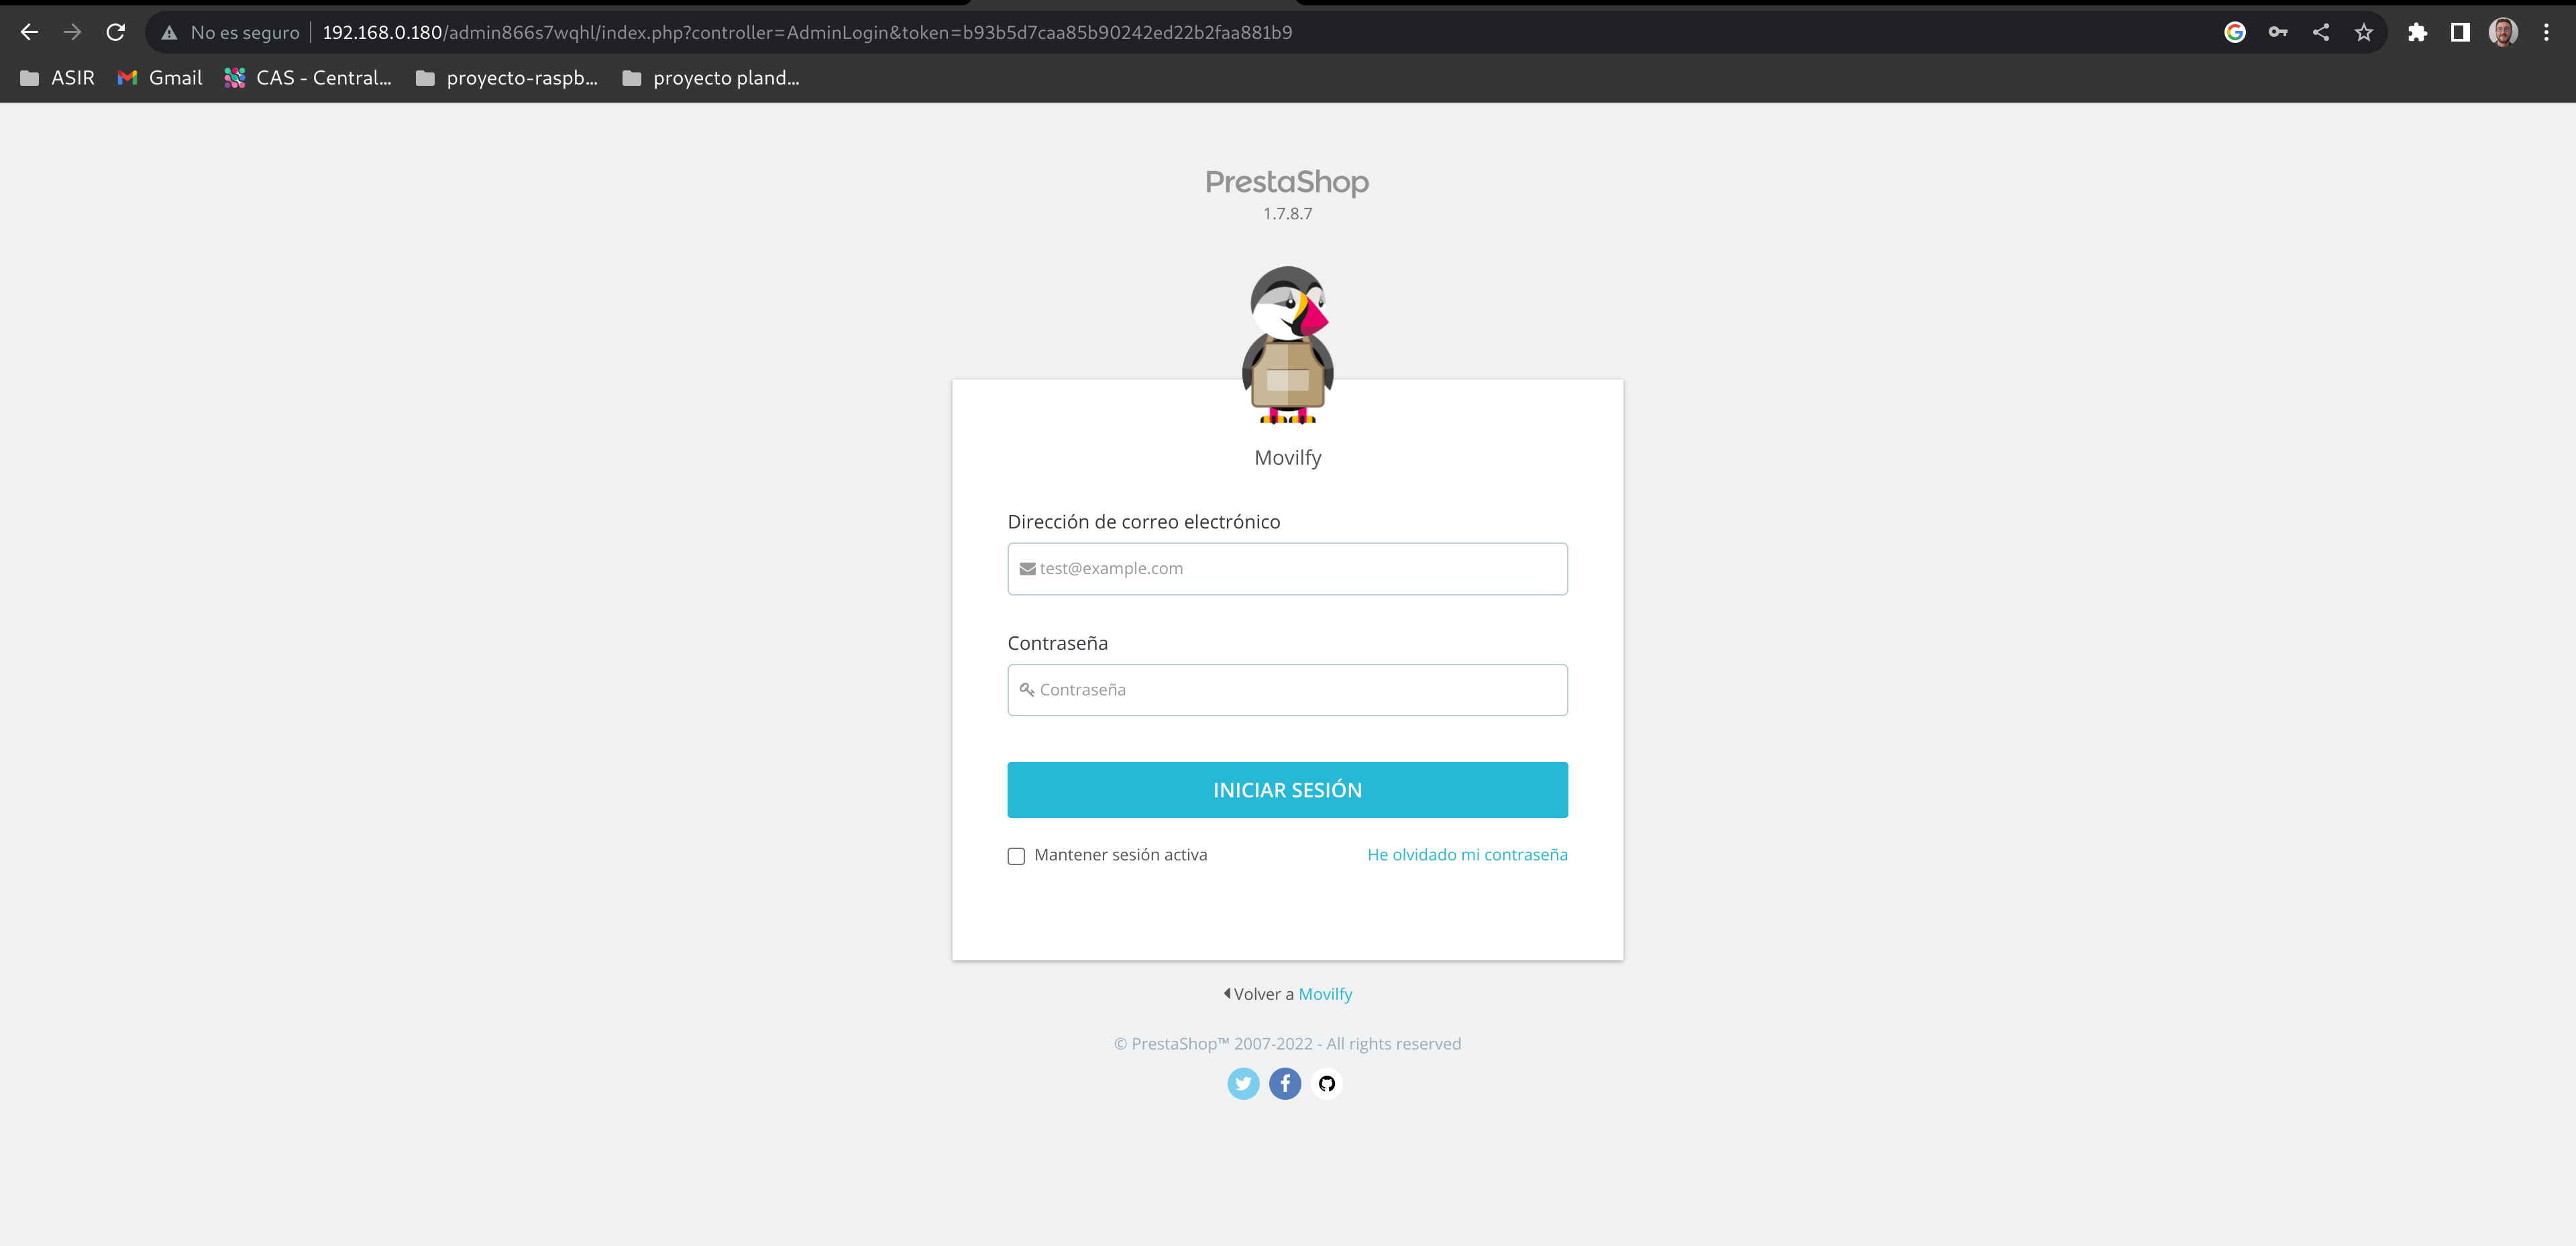 No es seguro | 192.168.0.180/admin866s7wqhl/index.php?controller=AdminLogin&token=b93b5d7caa85b90242ed22b2faa881b9
ASIR Gmail CAS - Central... proyecto-raspb... proyecto pland...
PrestaShop
1.7.8.7
Movilfy
Dirección de correo electrónico
test@example.com
Contraseña
Contraseña
INICIAR SESIÓN
Mantener sesión activa He olvidado mi contraseña
Volver a Movilfy
© PrestaShop™ 2007-2022 - All rights reserved